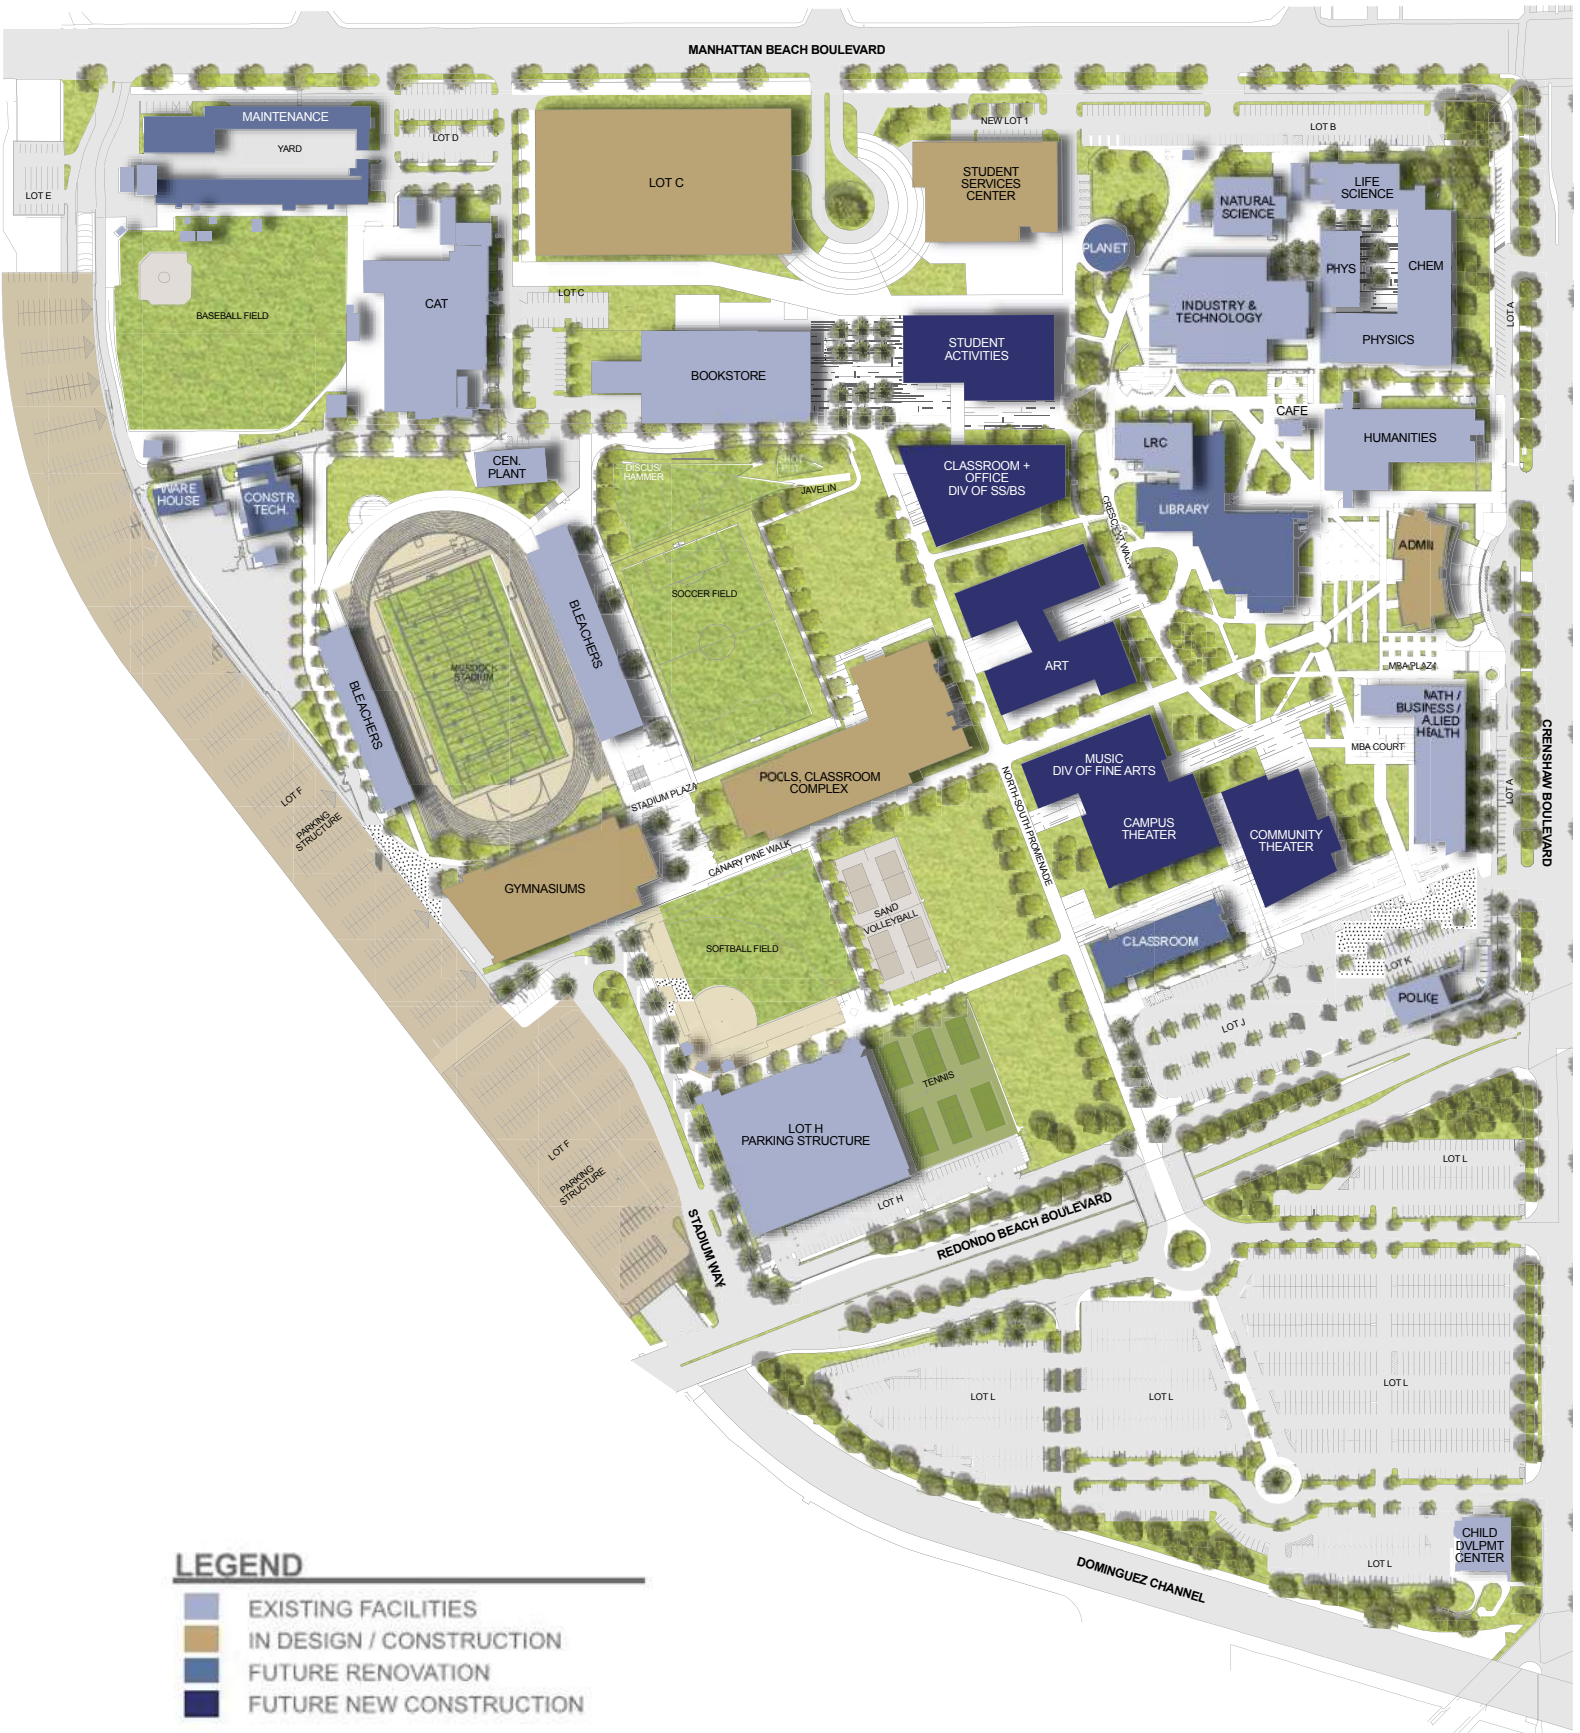 MANHATTAN BEACH BOULEVARD
MAINTENANCE
YARD
LOT D
LOT E
LOT C
NEW LOT 1
STUDENT
SERVICES
CENTER
LOT B
LIFE
SCIENCE
NATURAL
SCIENCE
PLANET
PHYS
CHEM
INDUSTRY &
TECHNOLOGY
PHYSICS
LOT A
BASEBALL FIELD
CAT
LOT C
BOOKSTORE
STUDENT
ACTIVITIES
CAFE
HUMANITIES
LRC
LIBRARY
CEN.
PLANT
DISCUS/
HAMMER
SHOT
PUT
JAVELIN
CLASSROOM +
OFFICE
DIV OF SS/BS
CRESCENT WALK
WARE
HOUSE
CONSTR.
TECH.
ADMIN
SOCCER FIELD
BLEACHERS
BLEACHERS
MURDOCK
STADIUM
ART
MBA PLAZA
MATH /
BUSINESS /
ALLIED
HEALTH
MBA COURT
CRENSHAW BOULEVARD
LOT A
MUSIC
DIV OF FINE ARTS
CAMPUS
THEATER
COMMUNITY
THEATER
NORTH-SOUTH PROMENADE
POOLS, CLASSROOM
COMPLEX
STADIUM PLAZA
LOT F
PARKING
STRUCTURE
CANARY PINE WALK
GYMNASIUMS
SAND
VOLLEYBALL
SOFTBALL FIELD
CLASSROOM
LOT K
POLICE
LOT J
TENNIS
LOT H
PARKING STRUCTURE
LOT F
PARKING
STRUCTURE
LOT L
LOT H
REDONDO BEACH BOULEVARD
STADIUM WAY
LOT L
LOT L
LOT L
CHILD
DVLPMT
CENTER
LOT L
DOMINGUEZ CHANNEL
LEGEND
EXISTING FACILITIES
IN DESIGN / CONSTRUCTION
FUTURE RENOVATION
FUTURE NEW CONSTRUCTION